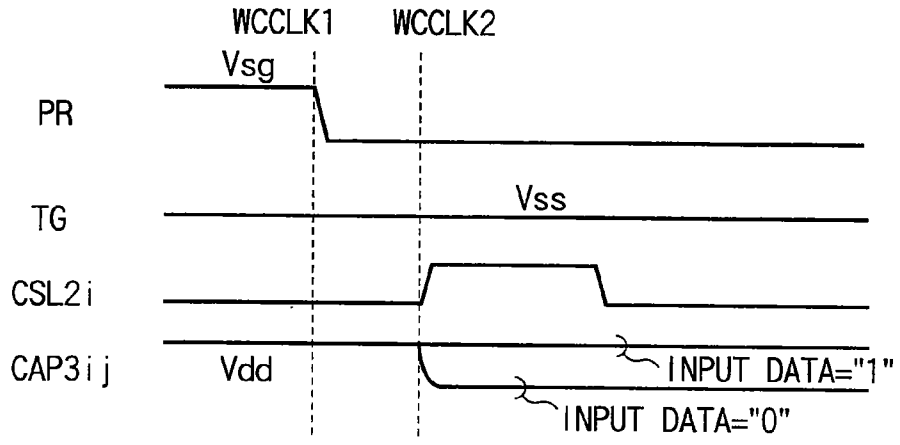 WCCLK1 WCCLK2
Vsg
PR
Vss
TG
CSL2i
CAP3ij Vdd
INPUT DATA="1"
INPUT DATA="0"